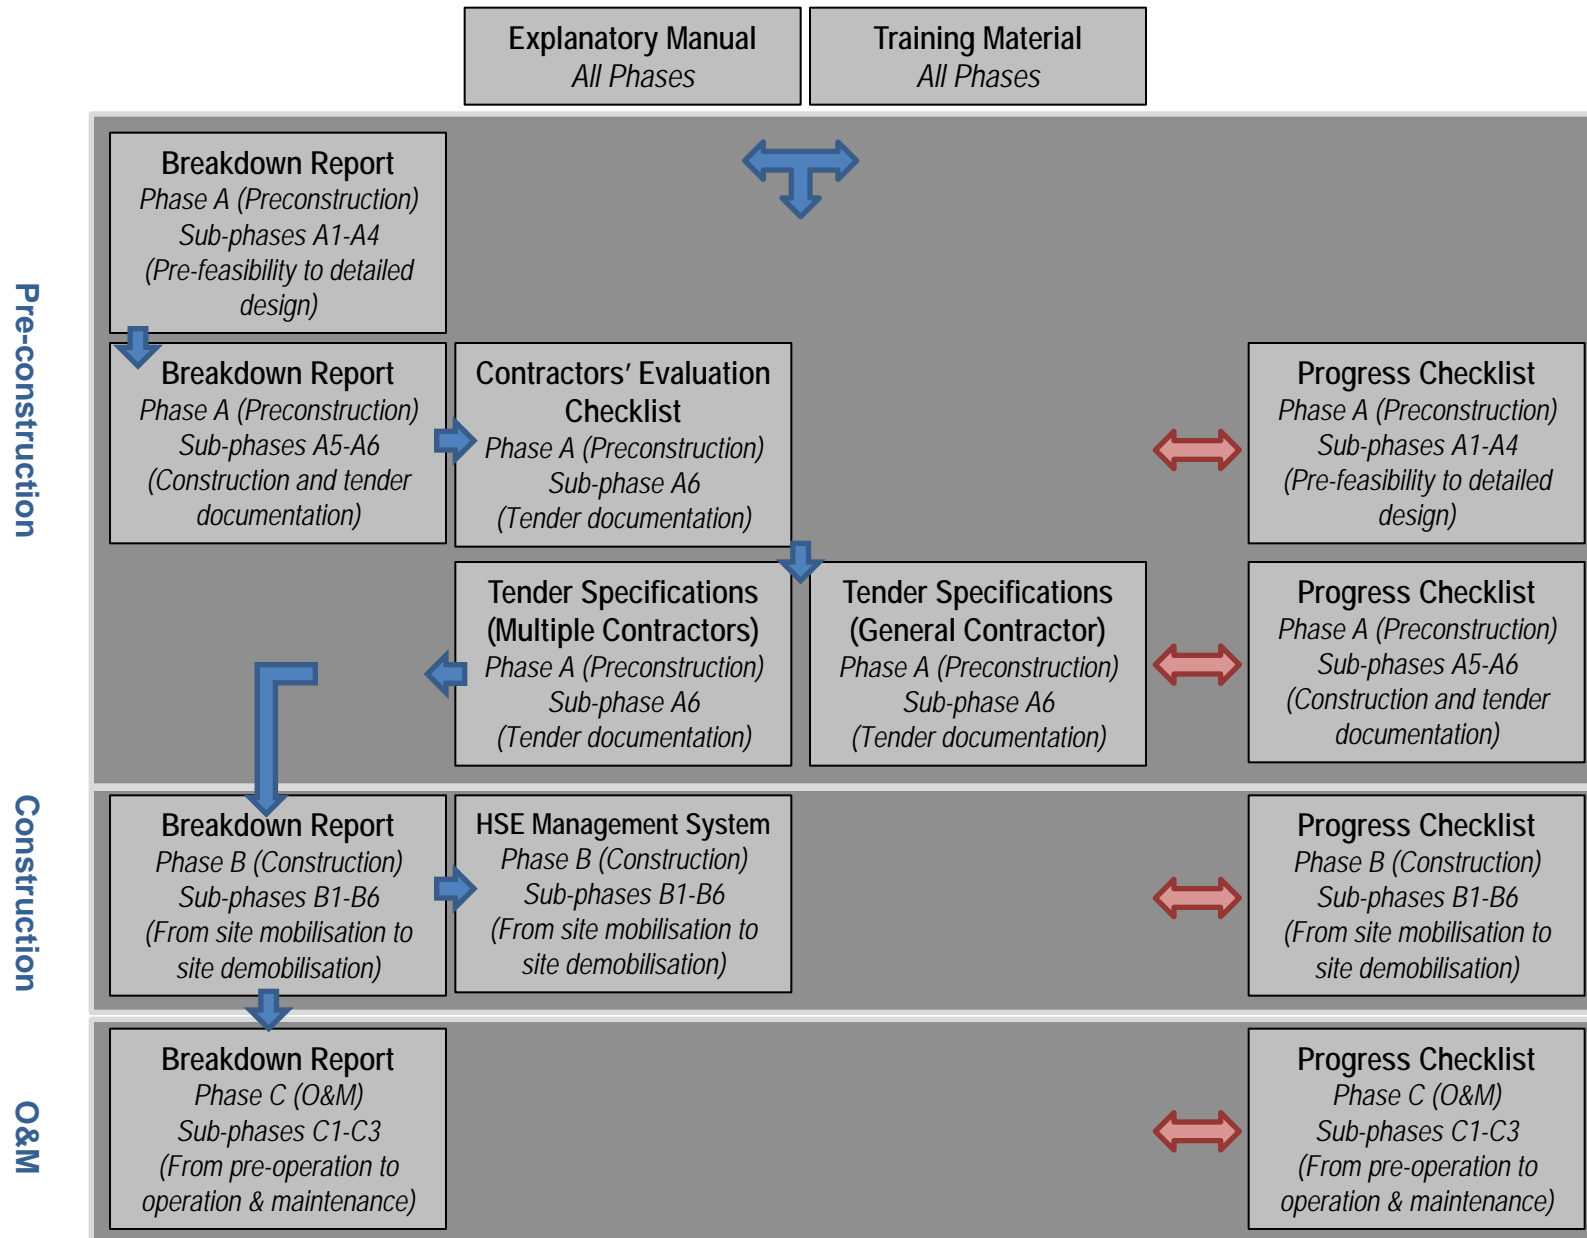 Explanatory Manual
All Phases
Training Material
All Phases
Pre-construction
Breakdown Report
Phase A (Preconstruction)
Sub-phases A1-A4
(Pre-feasibility to detailed
design)
Breakdown Report
Phase A (Preconstruction)
Sub-phases A5-A6
(Construction and tender
documentation)
Contractors’ Evaluation
Checklist
Phase A (Preconstruction)
Sub-phase A6
(Tender documentation)
Progress Checklist
Phase A (Preconstruction)
Sub-phases A1-A4
(Pre-feasibility to detailed
design)
Tender Specifications
(Multiple Contractors)
Phase A (Preconstruction)
Sub-phase A6
(Tender documentation)
Tender Specifications
(General Contractor)
Phase A (Preconstruction)
Sub-phase A6
(Tender documentation)
Progress Checklist
Phase A (Preconstruction)
Sub-phases A5-A6
(Construction and tender
documentation)
Construction
Breakdown Report
Phase B (Construction)
Sub-phases B1-B6
(From site mobilisation to
site demobilisation)
HSE Management System
Phase B (Construction)
Sub-phases B1-B6
(From site mobilisation to
site demobilisation)
Progress Checklist
Phase B (Construction)
Sub-phases B1-B6
(From site mobilisation to
site demobilisation)
O&M
Breakdown Report
Phase C (O&M)
Sub-phases C1-C3
(From pre-operation to
operation & maintenance)
Progress Checklist
Phase C (O&M)
Sub-phases C1-C3
(From pre-operation to
operation & maintenance)